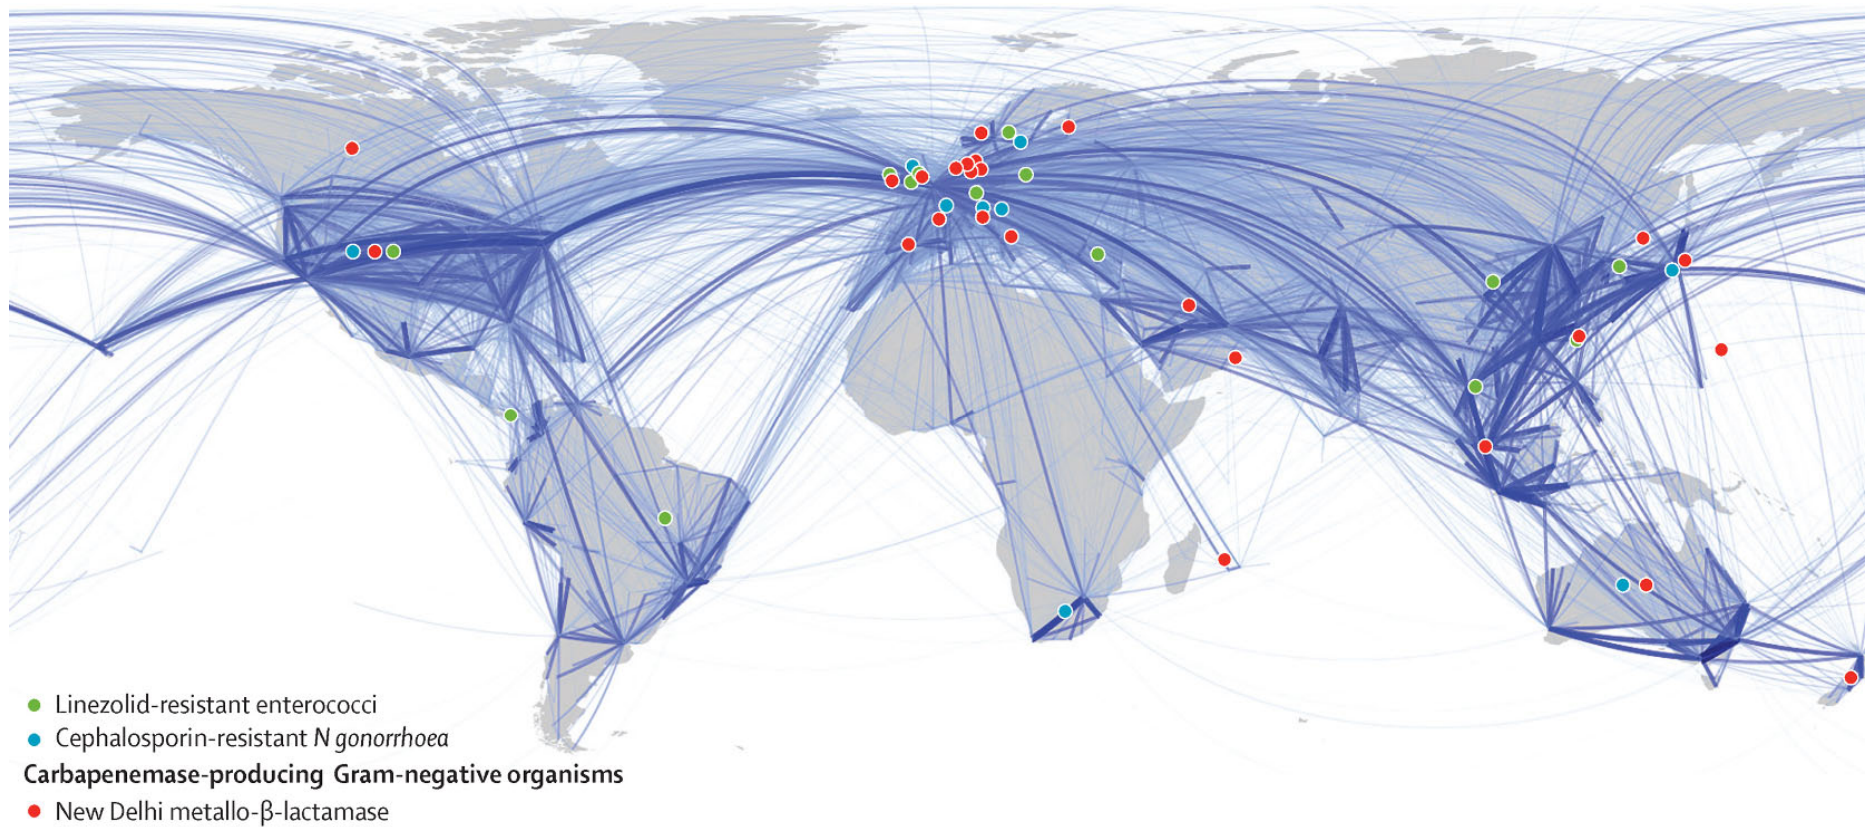 Linezolid-resistant enterococci
Cephalosporin-resistant N gonorrhoea
Carbapenemase-producing Gram-negative organisms
New Delhi metallo-β-lactamase